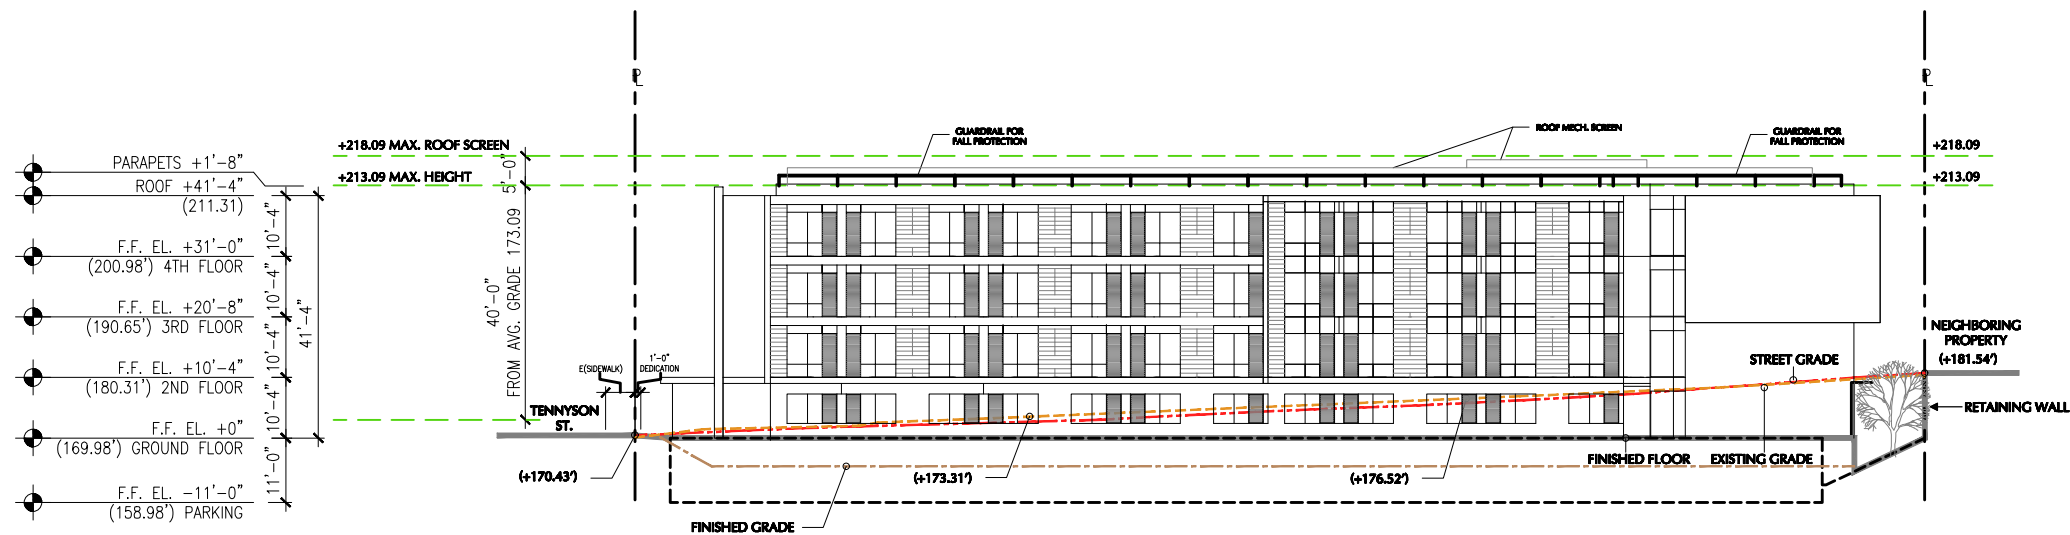 PARAPETS +1'-8"
ROOF +41'-4"
(211.31)
F.F. EL. +31'-0"
(200.98') 4TH FLOOR
F.F. EL. +20'-8"
(190.65') 3RD FLOOR
F.F. EL. +10'-4"
(180.31') 2ND FLOOR
F.F. EL. +0"
(169.98') GROUND FLOOR
F.F. EL. -11'-0"
(158.98') PARKING
10'-4"
10'-4"
10'-4"
10'-4"
11'-0"
41'-4"
+218.09 MAX. ROOF SCREEN
+213.09 MAX. HEIGHT
5'-0"
40'-0"
FROM AVG. GRADE 173.09
E(SIDEWALK)
1'-0"
DEDICATION
TENNYSON
ST.
PL
GUARDRAIL FOR
FALL PROTECTION
ROOF MECH. SCREEN
GUARDRAIL FOR
FALL PROTECTION
PL
+218.09
+213.09
NEIGHBORING
PROPERTY
(+181.54')
STREET GRADE
RETAINING WALL
FINISHED FLOOR
EXISTING GRADE
(+170.43')
(+173.31')
(+176.52')
FINISHED GRADE